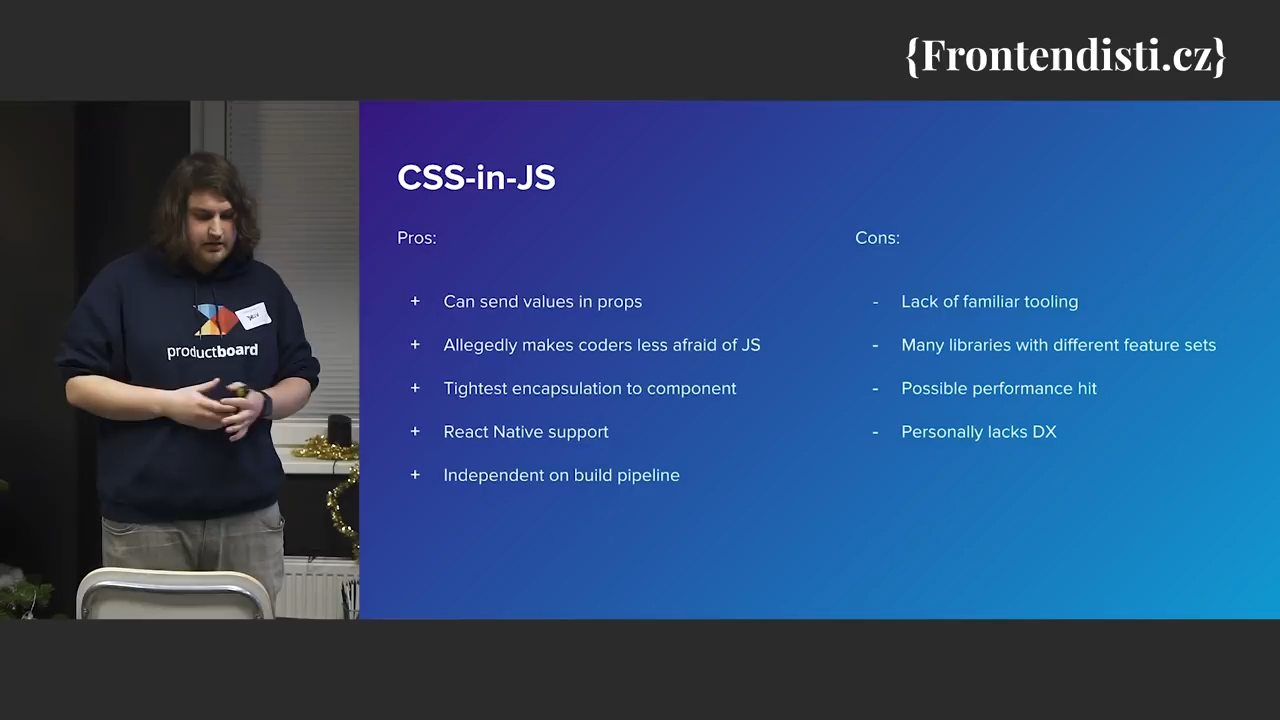 {Frontendisti.cz}
CSS-in-JS
Pros:
+ Can send values in props
+ Allegedly makes coders less afraid of JS
+ Tightest encapsulation to component
+ React Native support
+ Independent on build pipeline
Cons:
- Lack of familiar tooling
- Many libraries with different feature sets
- Possible performance hit
- Personally lacks DX
productboard